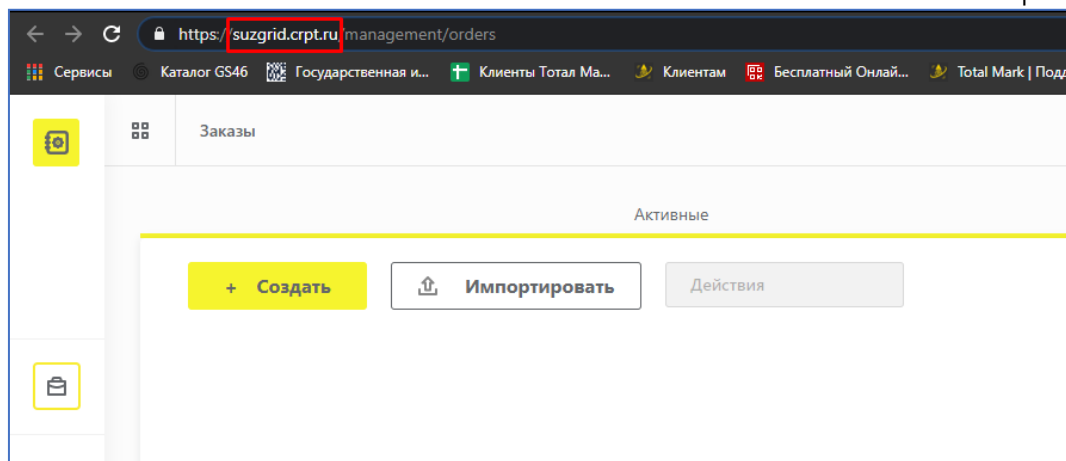 https://suzgrid.crpt.ru/management/orders
Сервисы Каталог GS46 Государственная и... Клиенты Тотал Ма... Клиентам Бесплатный Онлай... Total Mark | Под
Заказы
Активные
+ Создать Импортировать Действия